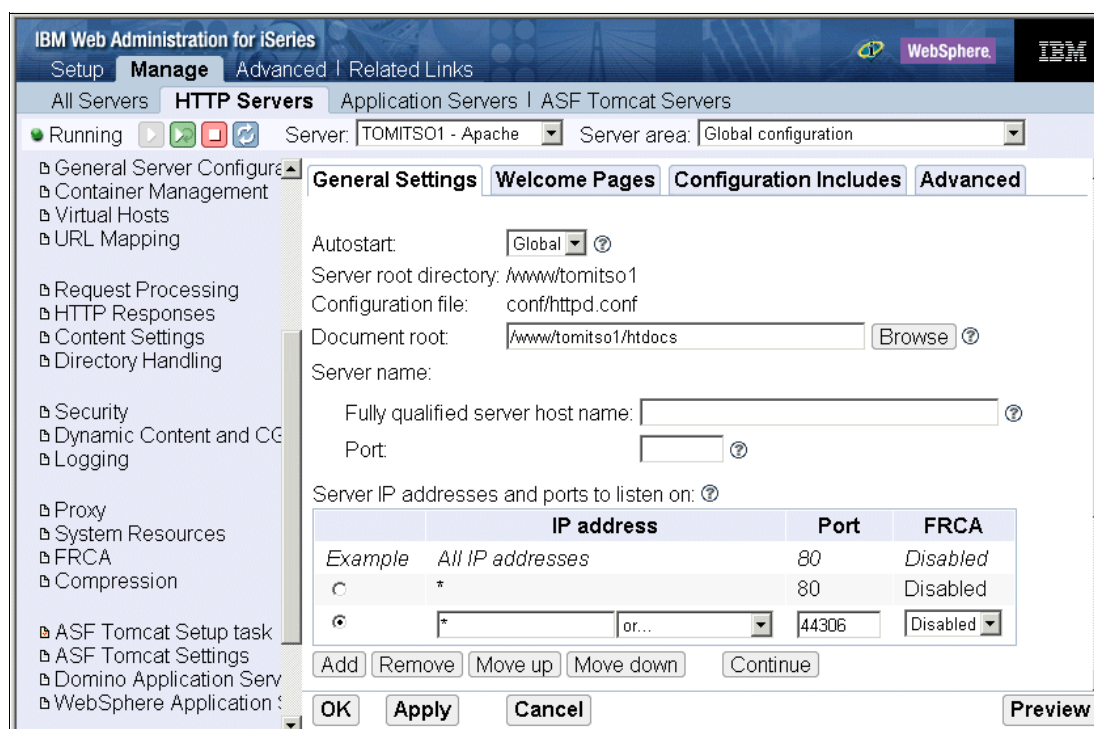 IBM Web Administration for iSeries
WebSphere.
IBM
Setup Manage Advanced | Related Links
All Servers HTTP Servers Application Servers | ASF Tomcat Servers
Running Server: TOMITSO1 - Apache Server area: Global configuration
General Server Configura
Container Management
Virtual Hosts
URL Mapping
Request Processing
HTTP Responses
Content Settings
Directory Handling
Security
Dynamic Content and CG
Logging
Proxy
System Resources
FRCA
Compression
ASF Tomcat Setup task
ASF Tomcat Settings
Domino Application Serv
WebSphere Application S
General Settings Welcome Pages Configuration Includes Advanced
Autostart: Global ?
Server root directory: /www/tomitso1
Configuration file: conf/httpd.conf
Document root: /www/tomitso1/htdocs Browse ?
Server name:
Fully qualified server host name: ?
Port: ?
Server IP addresses and ports to listen on: ?
IP address Port FRCA
Example All IP addresses 80 Disabled
* 80 Disabled
* or... 44306 Disabled
Add Remove Move up Move down Continue
OK Apply Cancel Preview